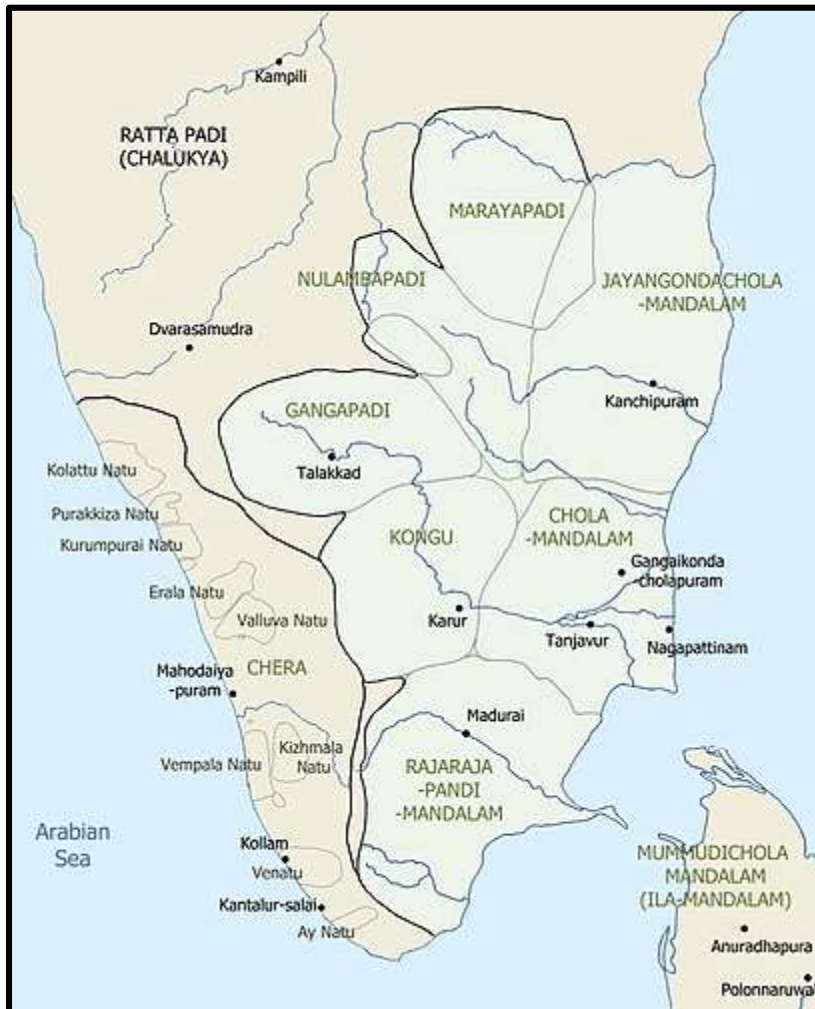 Kampili
RATTA PADI
(CHALUKYA)
MARAYAPADI
NULAMBAPADI
JAYANGONDACHOLA
-MANDALAM
Dvarasamudra
Kanchipuram
GANGAPADI
Talakkad
Kolattu Natu
Purakkiza Natu
Kurumpurai Natu
KONGU
CHOLA
-MANDALAM
Gangaikonda
-cholapuram
Erala Natu
Valluva Natu
Karur
Tanjavur
Nagapattinam
CHERA
Mahodaiya
-puram
Madurai
Kizhmala
Natu
Vempala Natu
RAJARAJA
-PANDI
-MANDALAM
Arabian
Sea
Kollam
Venatu
MUMMUDICHOLA
MANDALAM
(ILA-MANDALAM)
Kantalur-salai
Ay Natu
Anuradhapura
Polonnaruwa